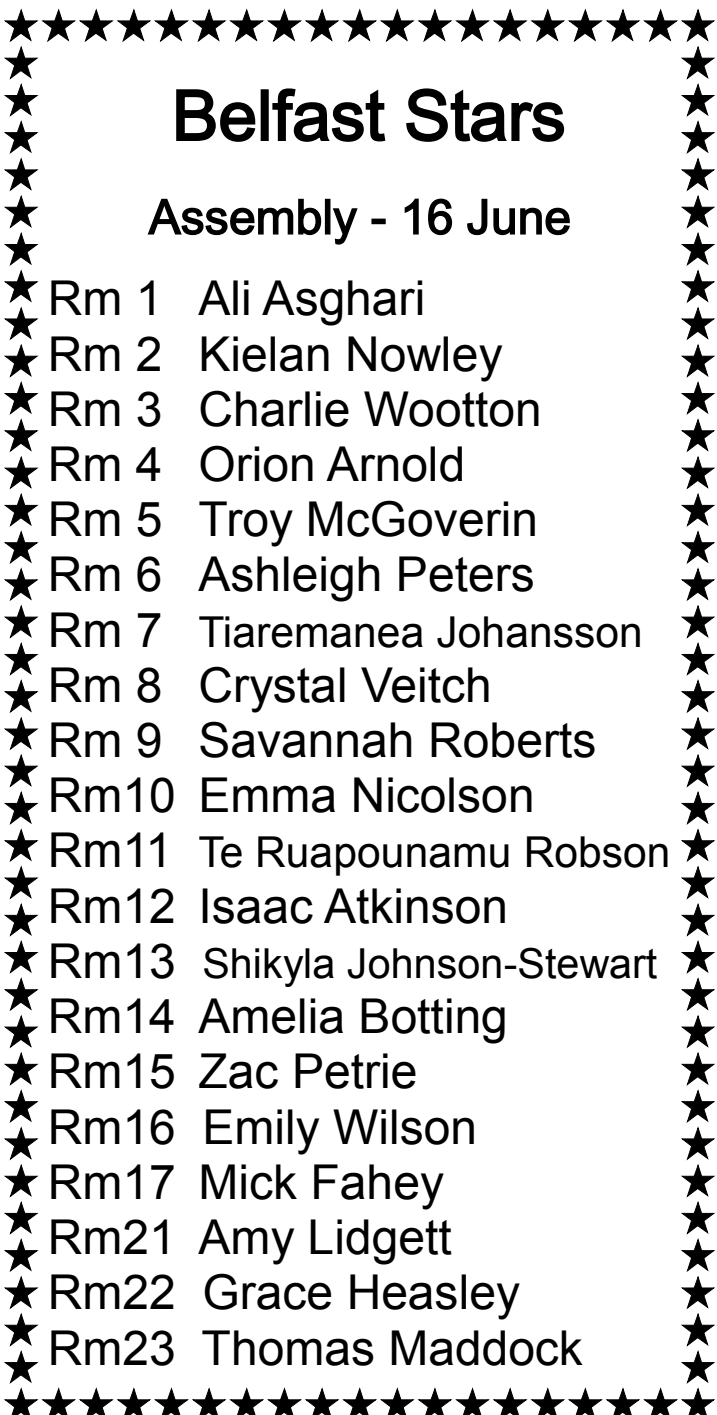 Belfast Stars
Assembly - 16 June
Rm 1 Ali Asghari
Rm 2 Kielan Nowley
Rm 3 Charlie Wootton
Rm 4 Orion Arnold
Rm 5 Troy McGoverin
Rm 6 Ashleigh Peters
Rm 7 Tiaremanea Johansson
Rm 8 Crystal Veitch
Rm 9 Savannah Roberts
Rm10 Emma Nicolson
Rm11 Te Ruapounamu Robson
Rm12 Isaac Atkinson
Rm13 Shikyla Johnson-Stewart
Rm14 Amelia Botting
Rm15 Zac Petrie
Rm16 Emily Wilson
Rm17 Mick Fahey
Rm21 Amy Lidgett
Rm22 Grace Heasley
Rm23 Thomas Maddock